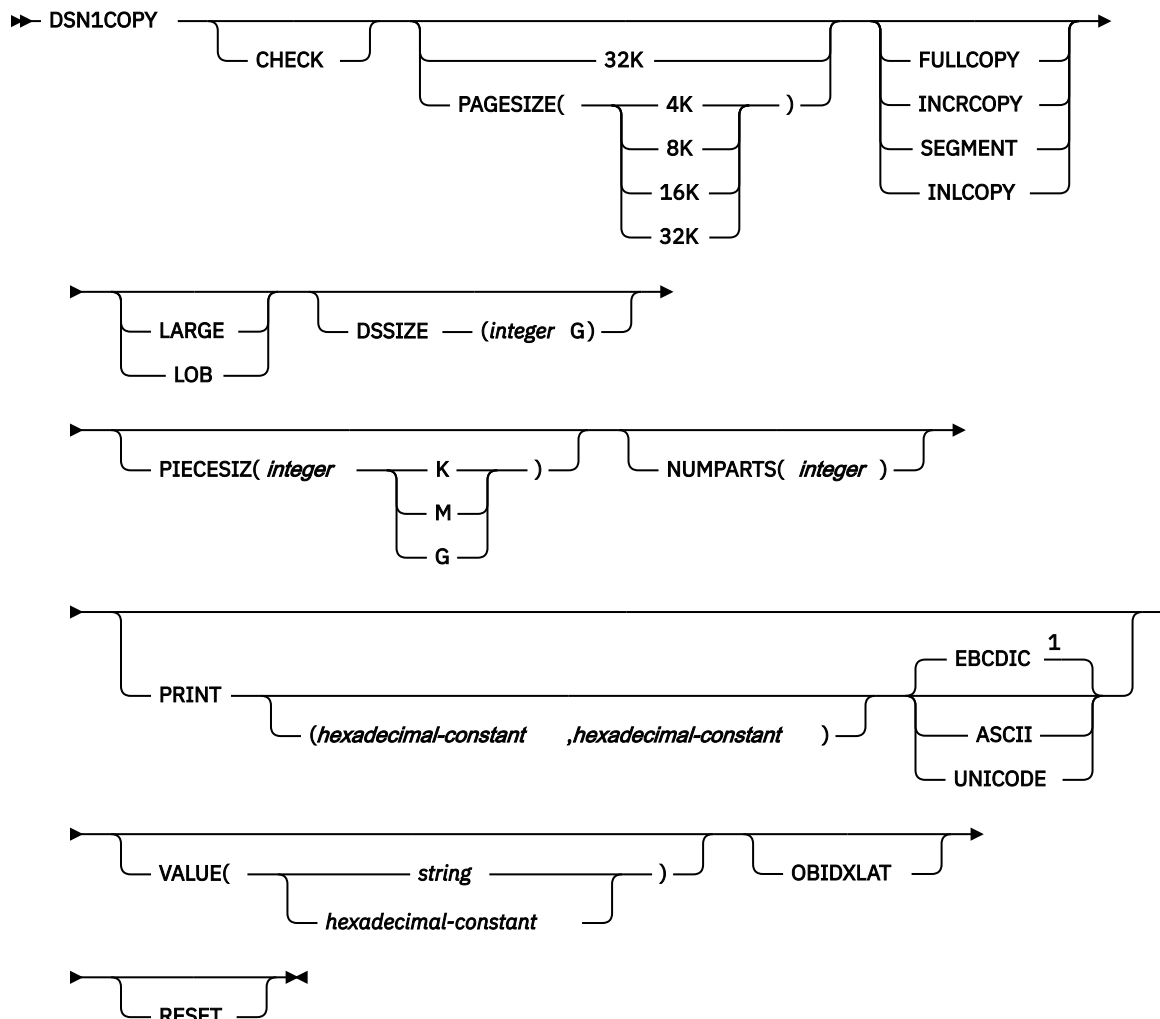 DSN1COPY
CHECK 32K FULLCOPY
PAGESIZE( 4K ) INCRCOPY
8K SEGMENT
16K INLCOPY
32K
LARGE DSSIZE (integer G)
LOB
PIECESIZ( integer K ) NUMPARTS( integer )
M
G
EBCDIC 1
PRINT
(hexadecimal-constant ,hexadecimal-constant ) ASCII
UNICODE
VALUE( string ) OBIDXLAT
hexadecimal-constant
RESET